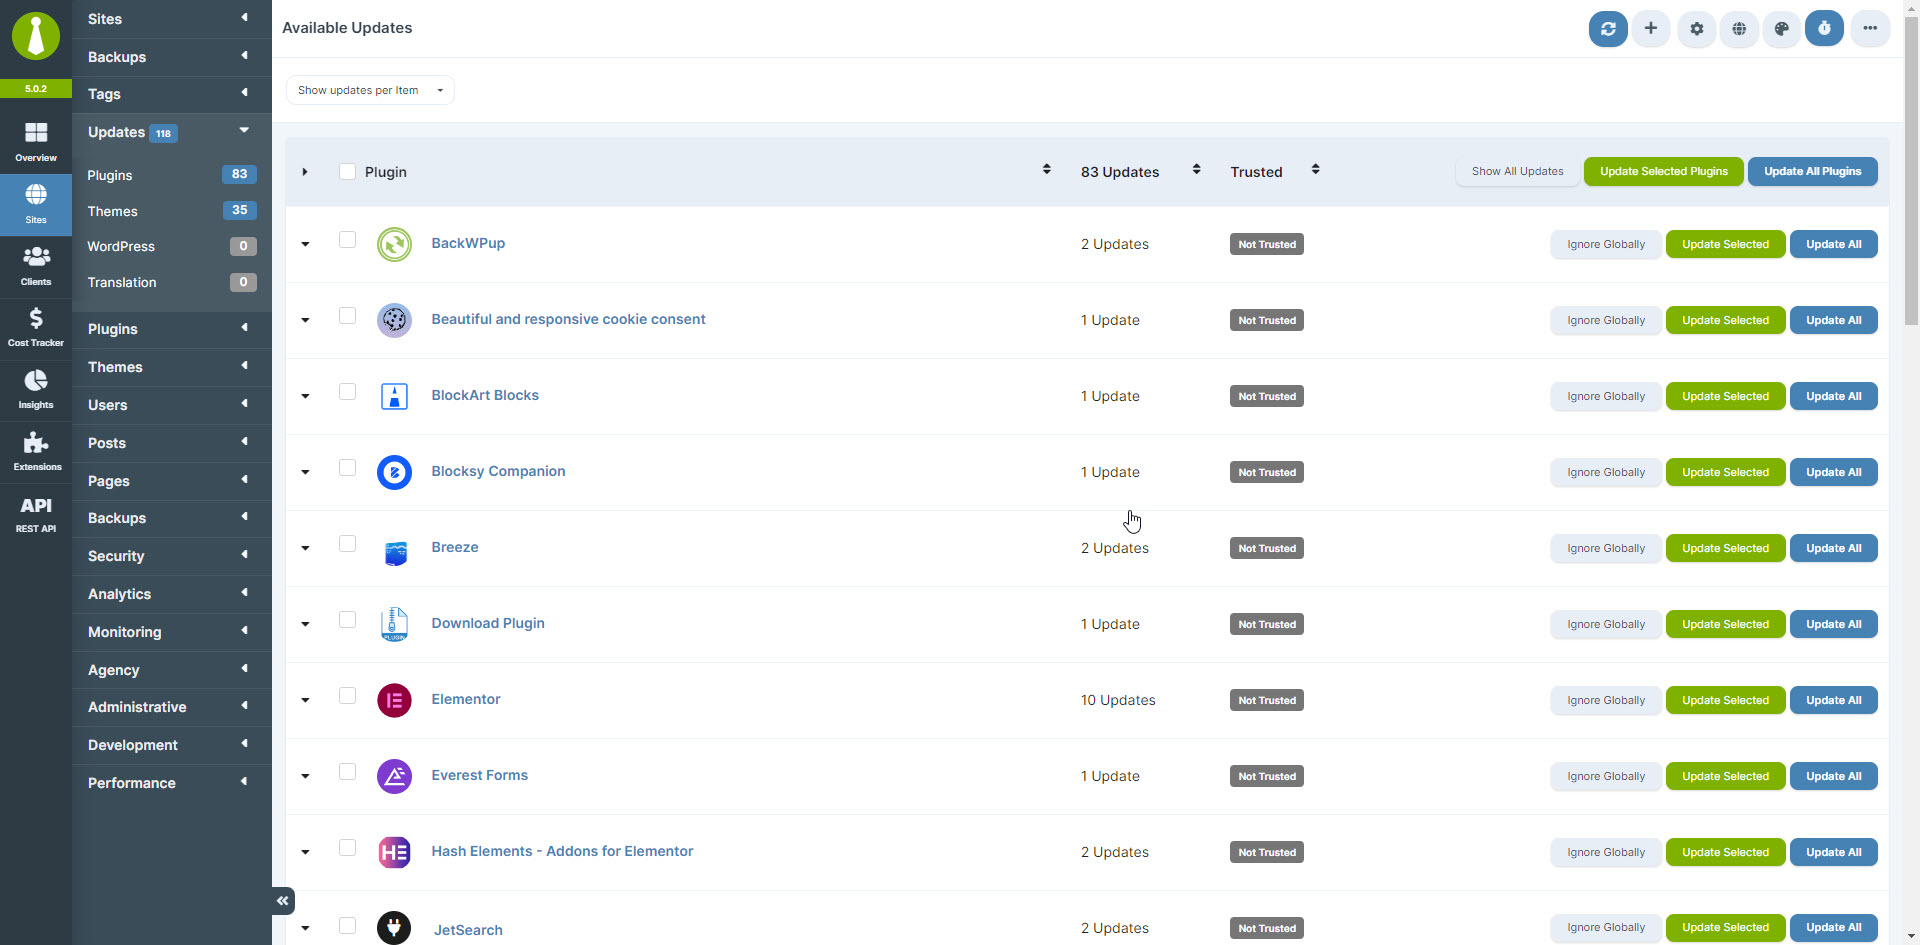 5.0.2
Overview
Sites
Clients
Cost Tracker
Insights
Extensions
API
REST API
Sites
Backups
Tags
Updates 118
Plugins 83
Themes 35
WordPress 0
Translation 0
Plugins
Themes
Users
Posts
Pages
Backups
Security
Analytics
Monitoring
Agency
Administrative
Development
Performance
Available Updates
Show updates per Item
Plugin 83 Updates Trusted Show All Updates Update Selected Plugins Update All Plugins
BackWPup 2 Updates Not Trusted Ignore Globally Update Selected Update All
Beautiful and responsive cookie consent 1 Update Not Trusted Ignore Globally Update Selected Update All
BlockArt Blocks 1 Update Not Trusted Ignore Globally Update Selected Update All
Blocksy Companion 1 Update Not Trusted Ignore Globally Update Selected Update All
Breeze 2 Updates Not Trusted Ignore Globally Update Selected Update All
PLUGIN Download Plugin 1 Update Not Trusted Ignore Globally Update Selected Update All
Elementor 10 Updates Not Trusted Ignore Globally Update Selected Update All
Everest Forms 1 Update Not Trusted Ignore Globally Update Selected Update All
HE Hash Elements - Addons for Elementor 2 Updates Not Trusted Ignore Globally Update Selected Update All
JetSearch 2 Updates Not Trusted Ignore Globally Update Selected Update All